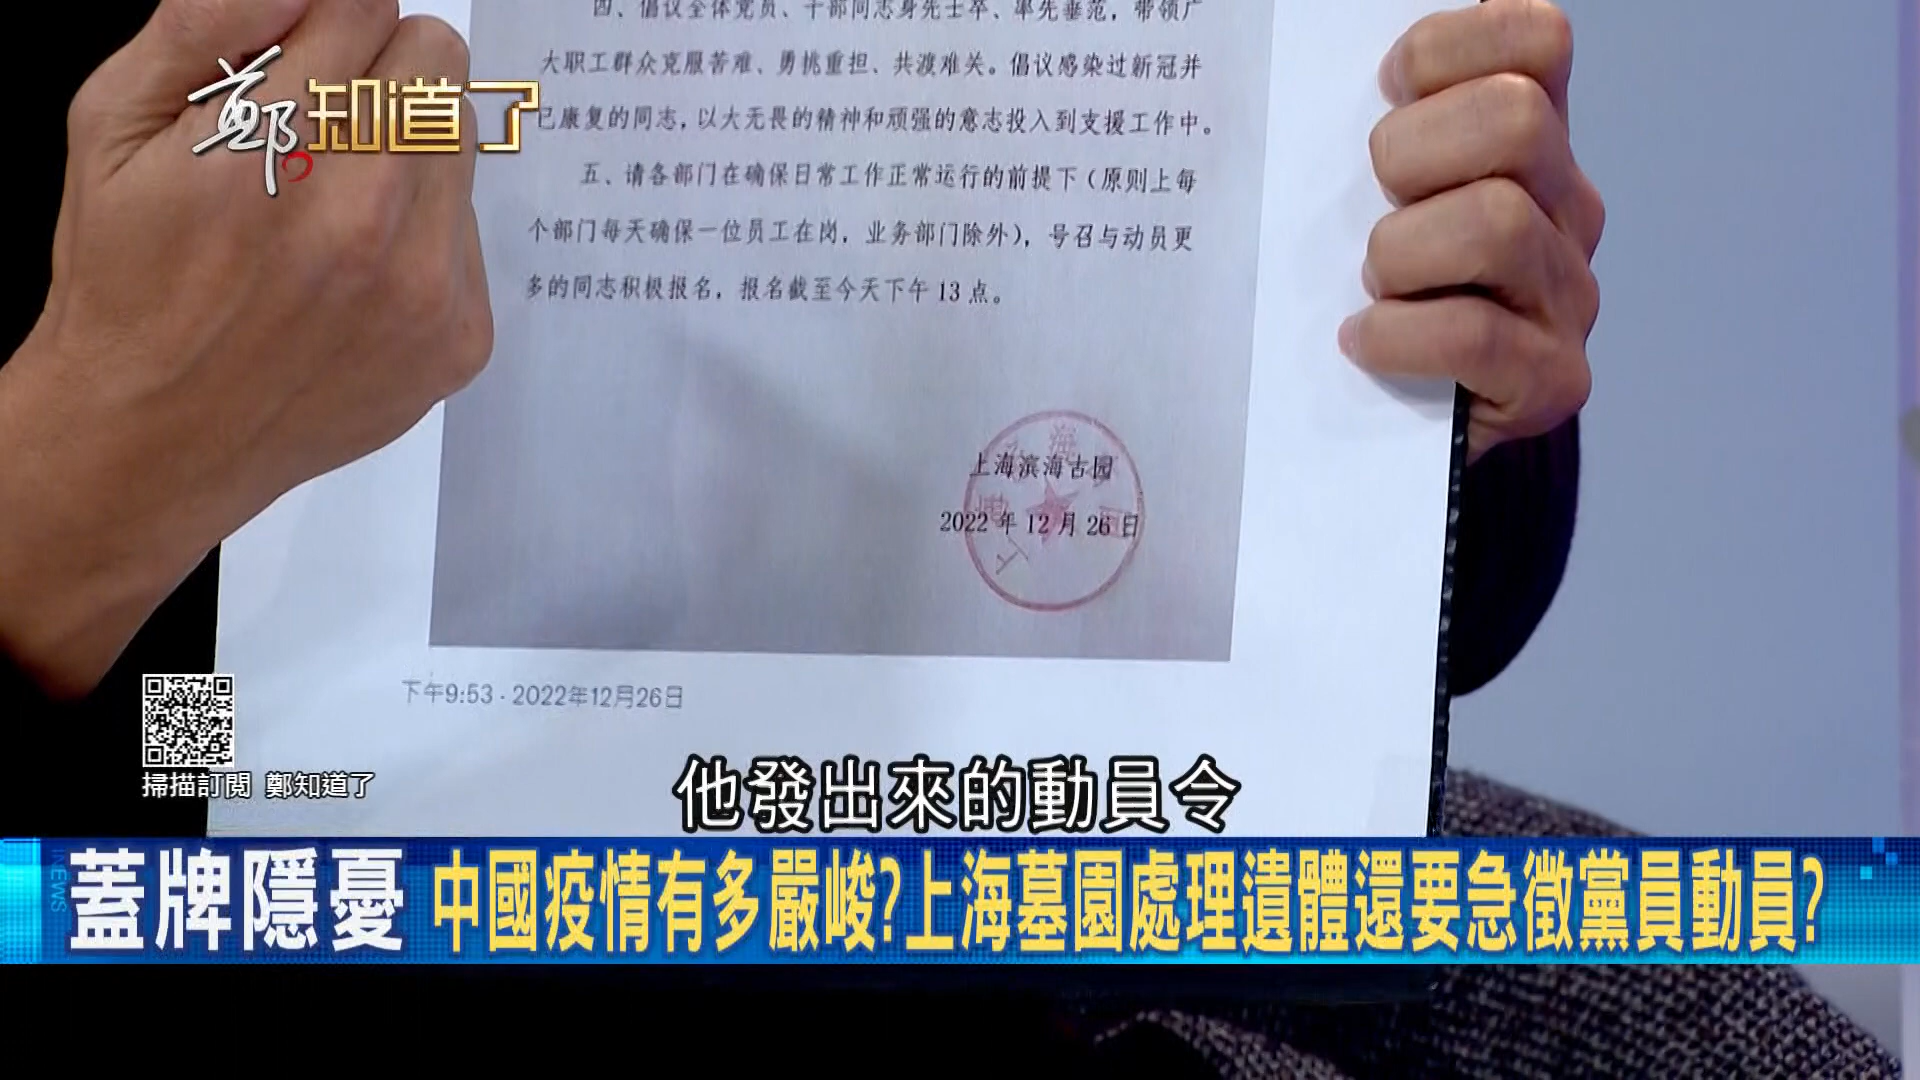 四、倡议全体党员、干部同志身先士卒、率先垂范，带领广
大职工群众克服苦难、勇挑重担、共渡难关。倡议感染过新冠并
已康复的同志，以大无畏的精神和顽强的意志投入到支援工作中。
五、请各部门在确保日常工作正常运行的前提下（原则上每
个部门每天确保一位员工在岗，业务部门除外），号召与动员更
多的同志积极报名，报名截至今天下午 13 点。
鄭知道了
上海滨海古园
2022 年 12 月 26 日
下午9:53 · 2022年12月26日
掃描訂閱 鄭知道了
他發出來的動員令
NEWS
蓋牌隱憂 中國疫情有多嚴峻?上海墓園處理遺體還要急徵黨員動員?